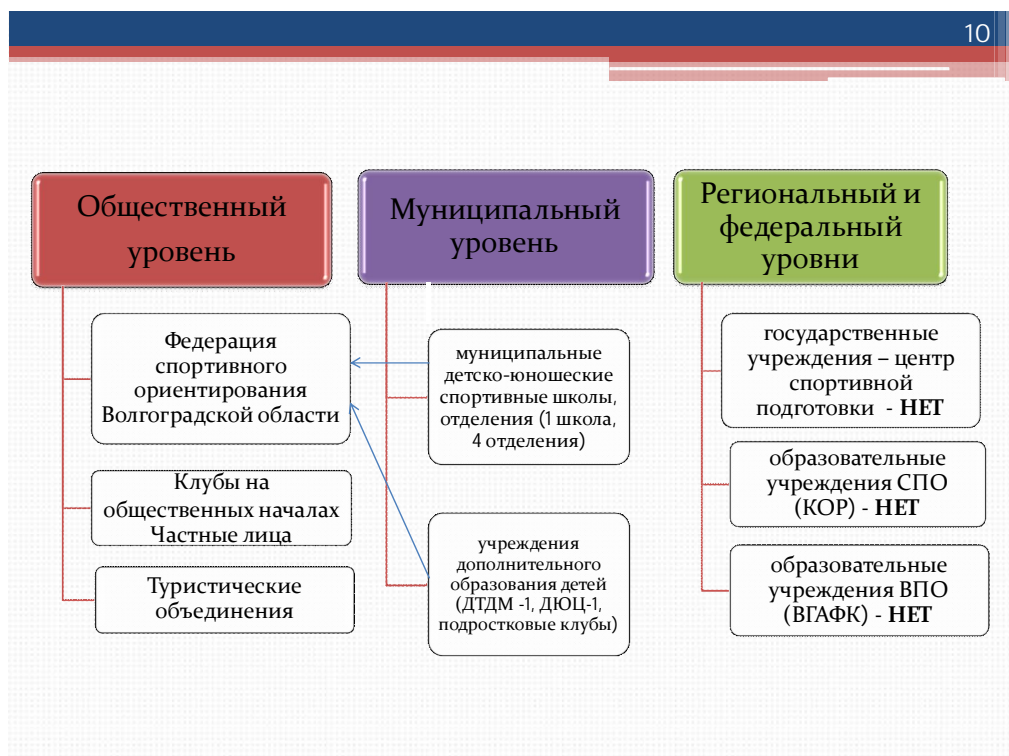 10
Общественный
уровень
Федерация
спортивного
ориентирования
Волгоградской области
Клубы на
общественных началах
Частные лица
Туристические
объединения
Муниципальный
уровень
муниципальные
детско-юношеские
спортивные школы,
отделения (1 школа,
4 отделения)
учреждения
дополнительного
образования детей
(ДТДМ -1, ДЮЦ-1,
подростковые клубы)
Региональный и
федеральный
уровни
государственные
учреждения – центр
спортивной
подготовки - НЕТ
образовательные
учреждения СПО
(КОР) - НЕТ
образовательные
учреждения ВПО
(ВГАФК) - НЕТ